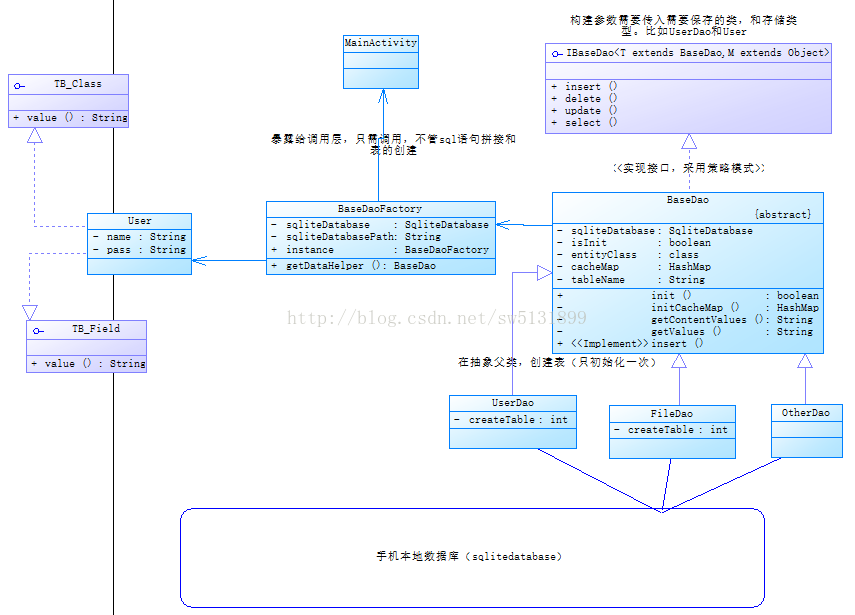 构建参数需要传入需要保存的类，和存储类
型。比如UserDao和User
MainActivity
IBaseDao<T extends BaseDao,M extends Object>
+ insert ()
+ delete ()
+ update ()
+ select ()
TB_Class
+ value () : String
暴露给调用层，只需调用，不管sql语句拼接和
表的创建
<<实现接口，采用策略模式>>
User
- name : String
- pass : String
BaseDaoFactory
- sqliteDatabase : SqliteDatabase
- sqliteDatabasePath: String
+ instance : BaseDaoFactory
+ getDataHelper (): BaseDao
BaseDao
{abstract}
- sqliteDatabase : SqliteDatabase
- isInit : boolean
- entityClass : class
- cacheMap : HashMap
- tableName : String
+ init () : boolean
- initCacheMap () : HashMap
- getContentValues (): String
- getValues () : String
+ <<Implement>> insert ()
http://blog.csdn.net/sw5131899
TB_Field
+ value () : String
在抽象父类，创建表（只初始化一次）
UserDao
- createTable : int
FileDao
- createTable : int
OtherDao
手机本地数据库（sqlitedatabase）